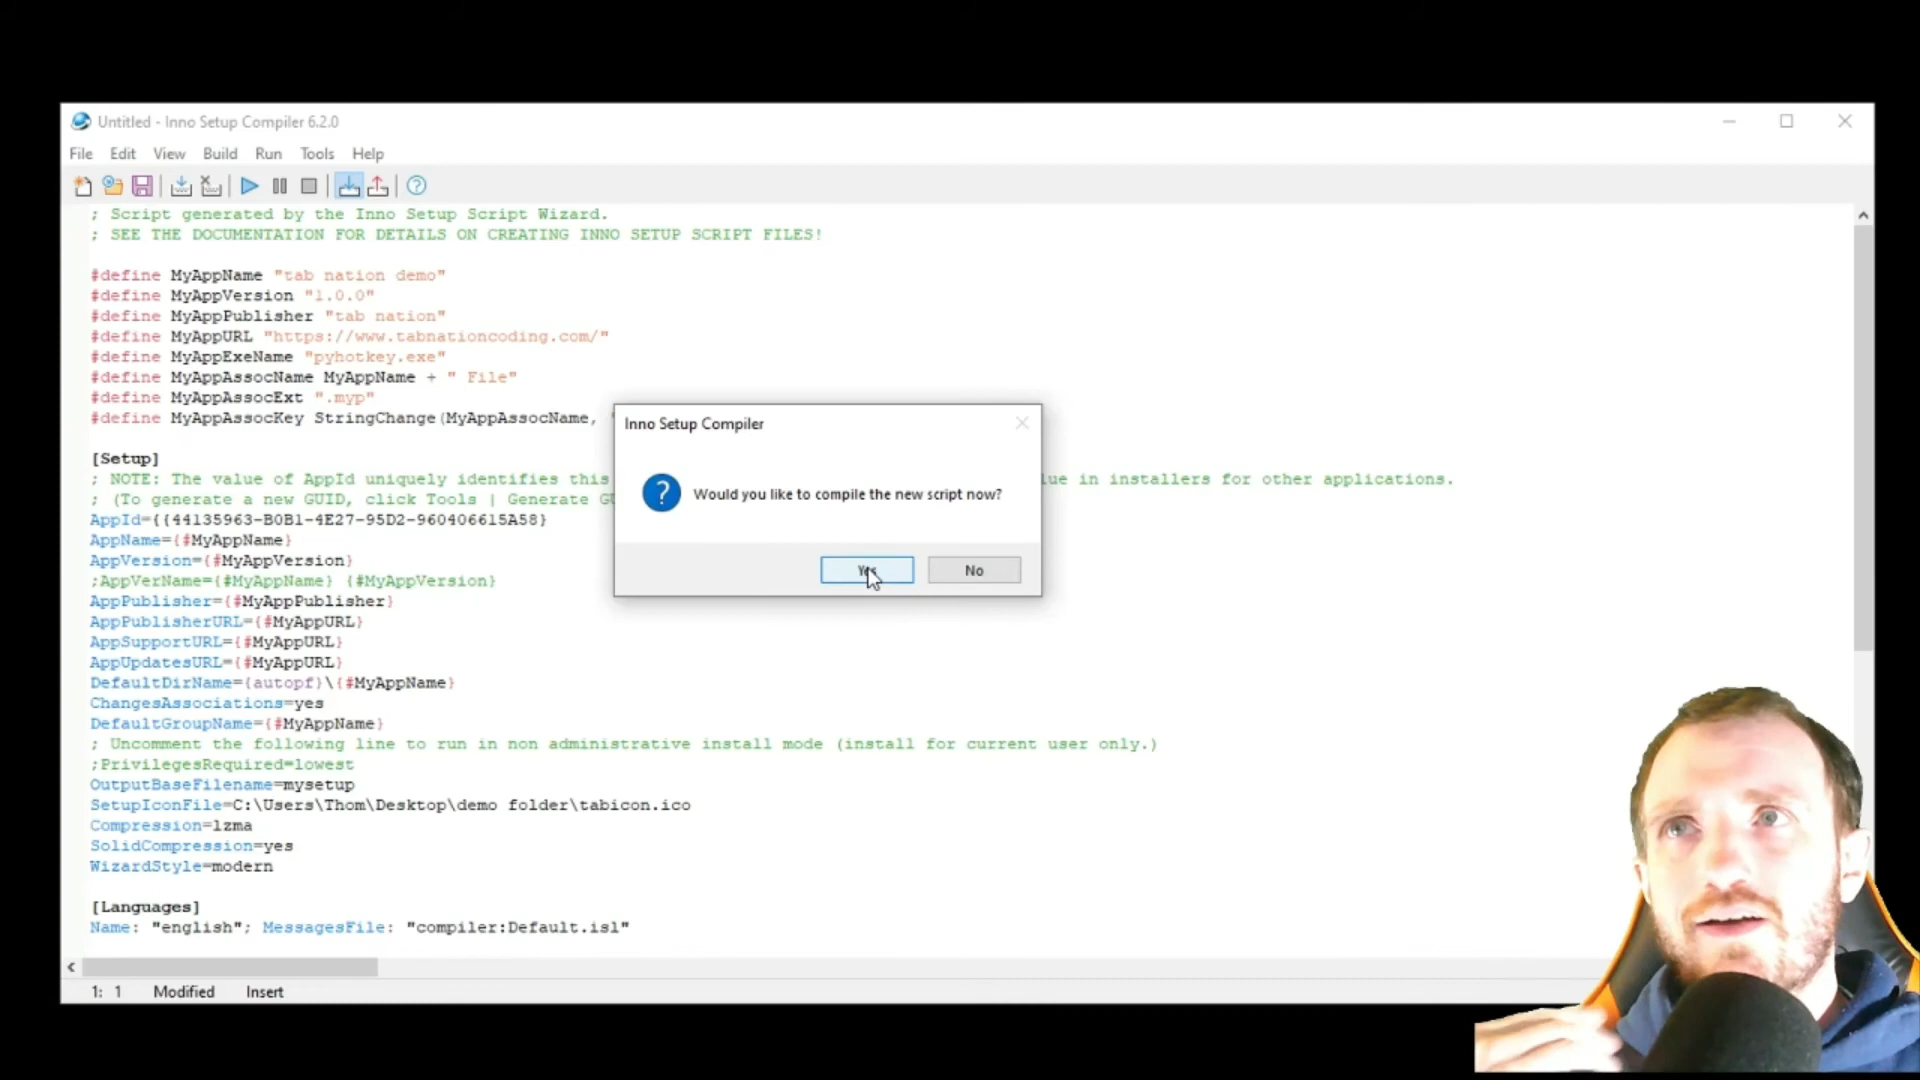 Untitled - Inno Setup Compiler 6.2.0
File Edit View Build Run Tools Help
; Script generated by the Inno Setup Script Wizard.
; SEE THE DOCUMENTATION FOR DETAILS ON CREATING INNO SETUP SCRIPT FILES!
#define MyAppName "tab nation demo"
#define MyAppVersion "1.0.0"
#define MyAppPublisher "tab nation"
#define MyAppURL "https://www.tabnationcoding.com/"
#define MyAppExeName "pyhotkey.exe"
#define MyAppAssocName MyAppName + " File"
#define MyAppAssocExt ".myp"
#define MyAppAssocKey StringChange(MyAppAssocName,
[Setup]
; NOTE: The value of AppId uniquely identifies this
in installers for other applications.
; (To generate a new GUID, click Tools | Generate
AppId={{44135963-B0B1-4E27-95D2-960406615A58}
AppName={#MyAppName}
AppVersion={#MyAppVersion}
;AppVerName={#MyAppName} {#MyAppVersion}
AppPublisher={#MyAppPublisher}
AppPublisherURL={#MyAppURL}
AppSupportURL={#MyAppURL}
AppUpdatesURL={#MyAppURL}
DefaultDirName={autopf}\{#MyAppName}
ChangesAssociations=yes
DefaultGroupName={#MyAppName}
; Uncomment the following line to run in non administrative install mode (install for current user only.)
;PrivilegesRequired=lowest
OutputBaseFilename=mysetup
SetupIconFile=C:\Users\Thom\Desktop\demo folder\tabicon.ico
Compression=lzma
SolidCompression=yes
WizardStyle=modern
[Languages]
Name: "english"; MessagesFile: "compiler:Default.isl"
1: 1 Modified Insert
Inno Setup Compiler
Would you like to compile the new script now?
Yes No